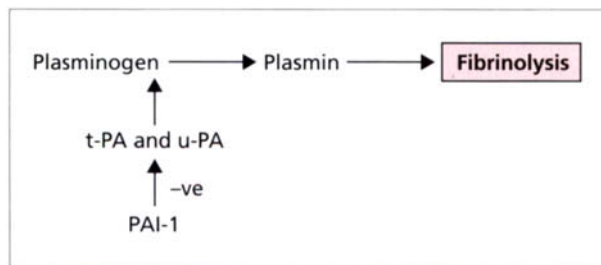 Plasminogen Plasmin Fibrinolysis
t-PA and u-PA
–ve
PAI-1